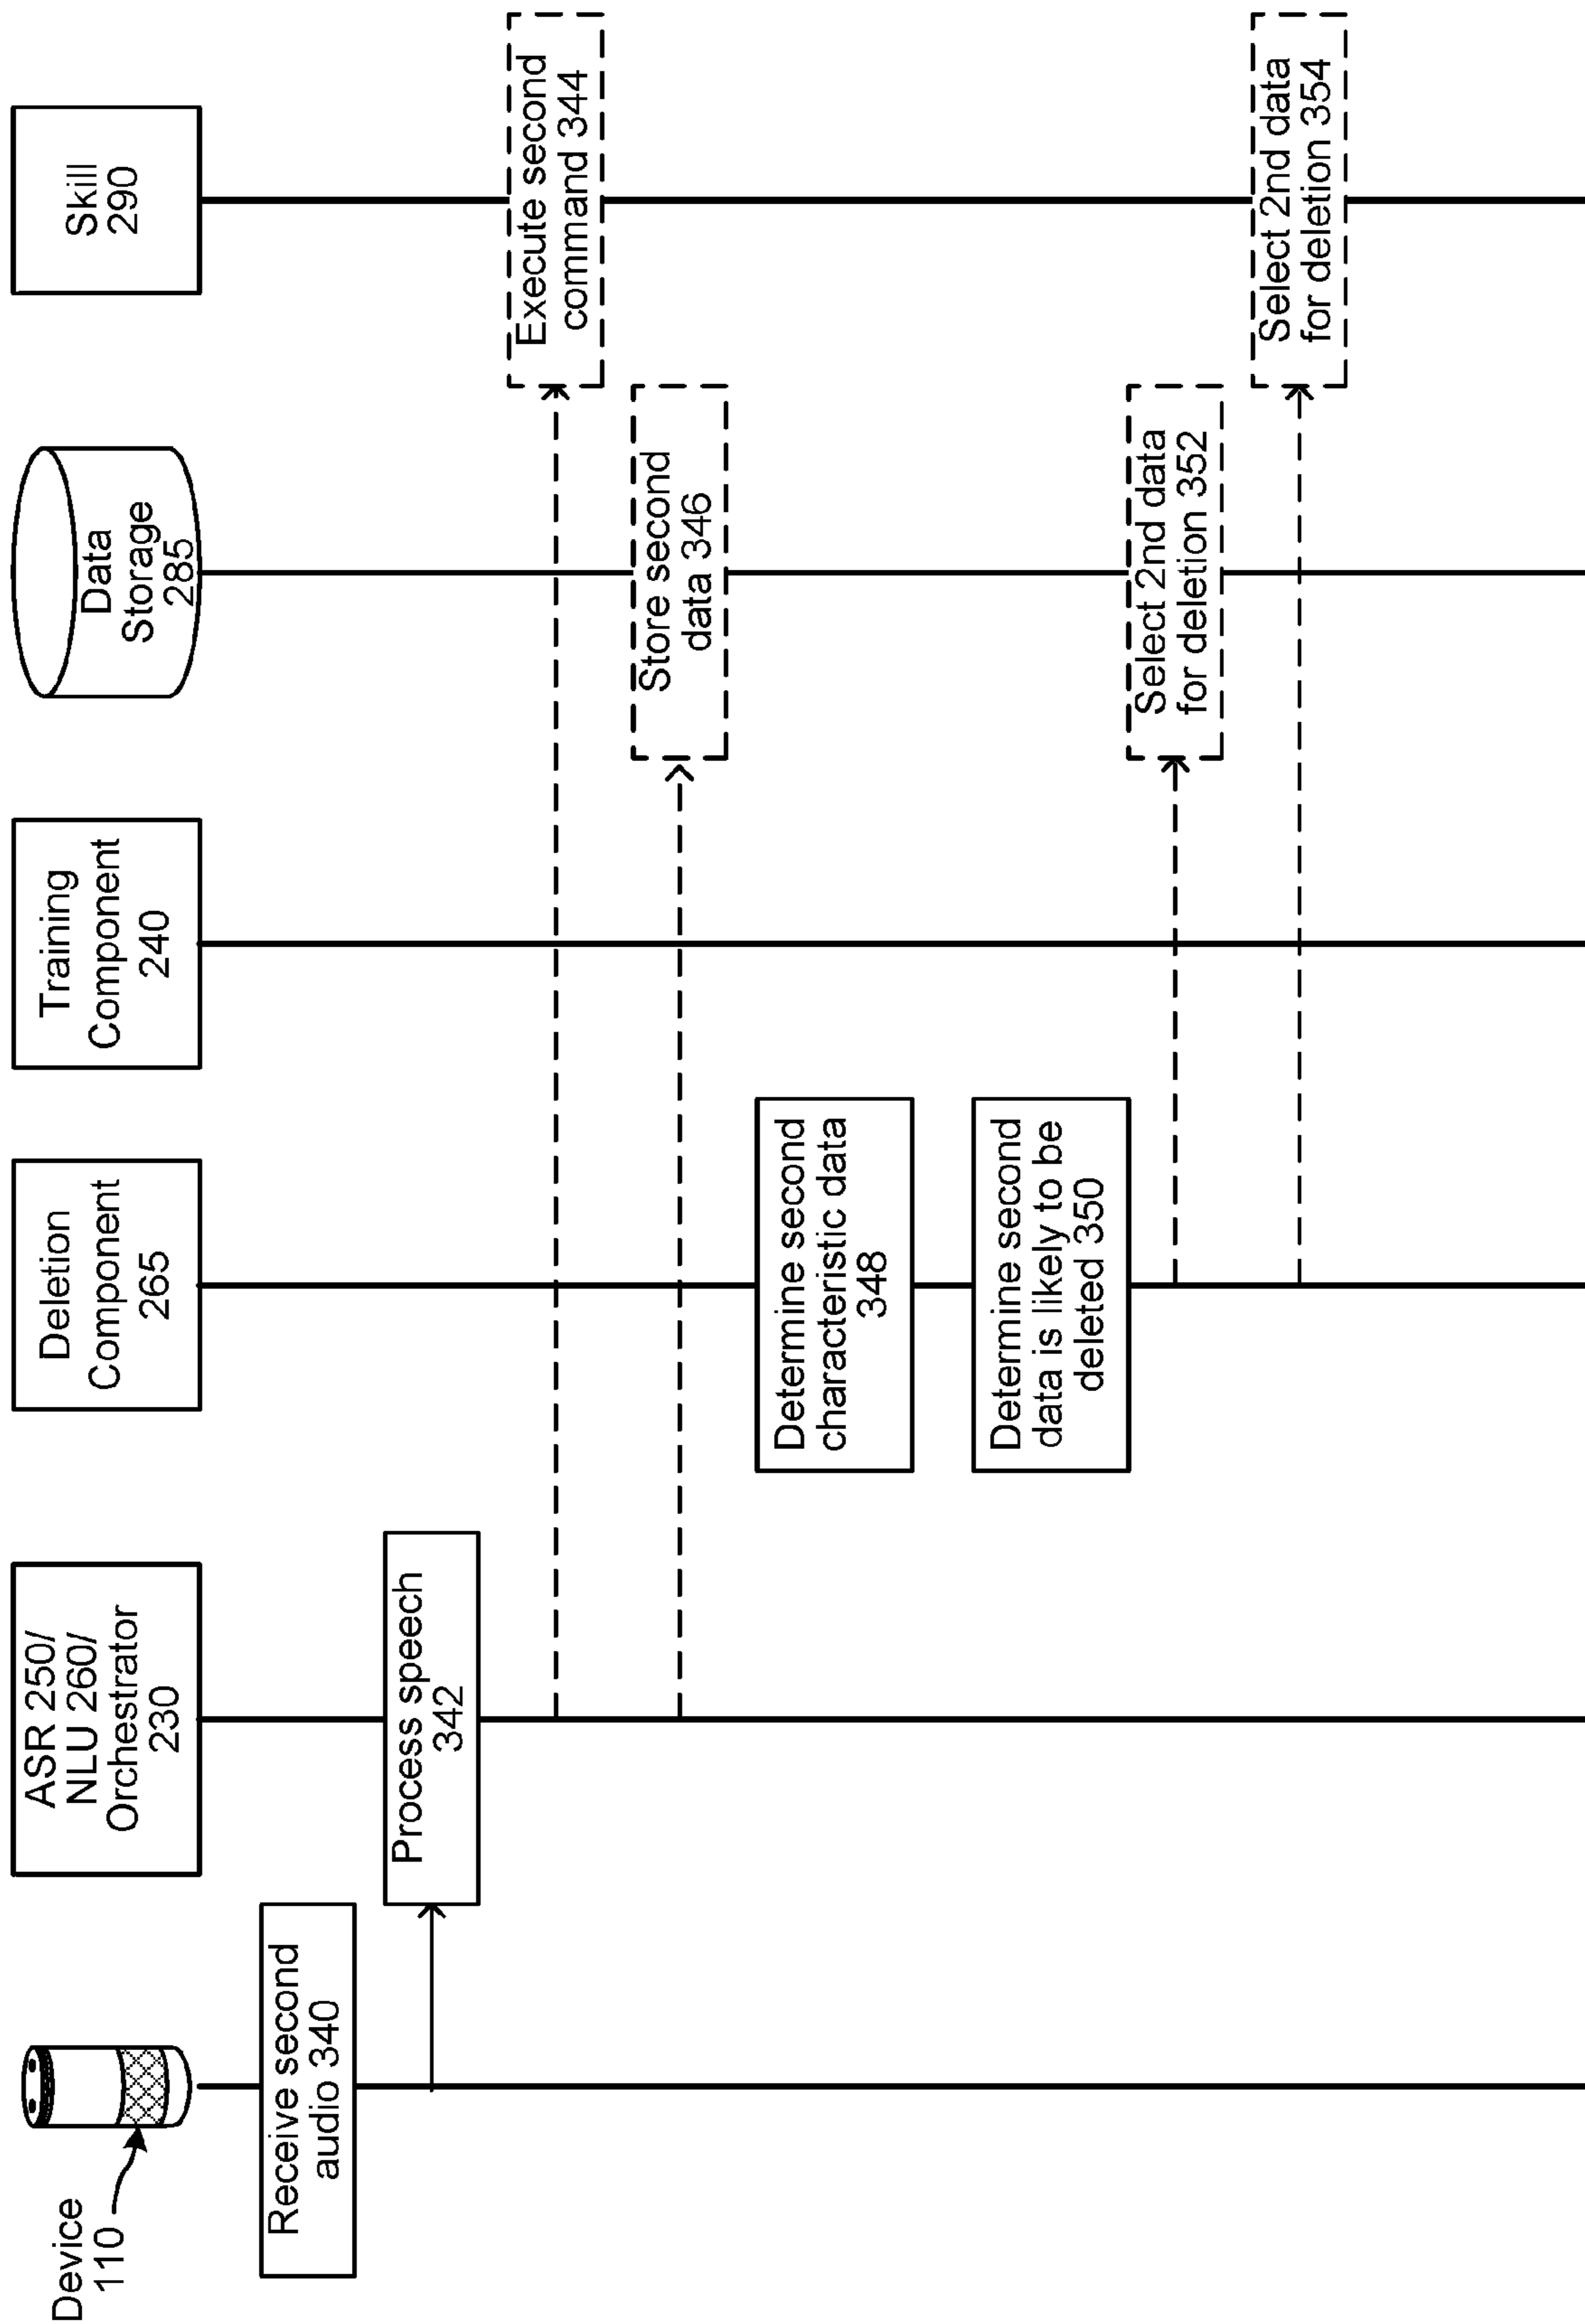 Device
110
ASR 250/
NLU 260/
Orchestrator
230
Deletion
Component
265
Training
Component
240
Data
Storage
285
Skill
290
Receive second
audio 340
Process speech
342
Execute second
command 344
Store second
data 346
Determine second
characteristic data
348
Determine second
data is likely to be
deleted 350
Select 2nd data
for deletion 352
Select 2nd data
for deletion 354